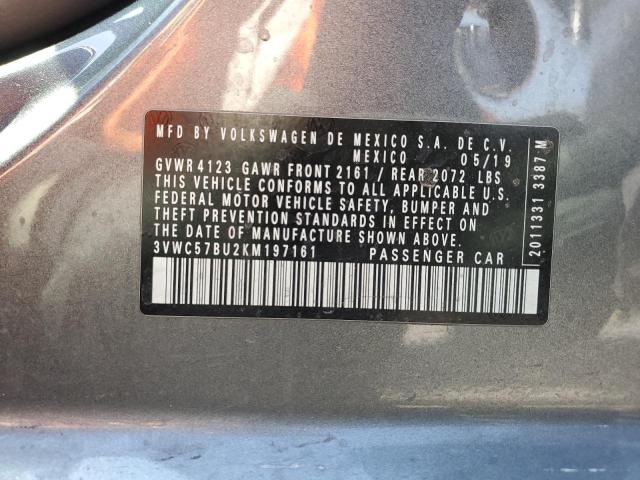 MFD BY VOLKSWAGEN DE MEXICO S.A. DE C.V.
MEXICO 05/19
GVWR 4123 GAWR FRONT 2161 / REAR 2072 LBS
THIS VEHICLE CONFORMS TO ALL APPLICABLE U.S.
FEDERAL MOTOR VEHICLE SAFETY, BUMPER AND
THEFT PREVENTION STANDARDS IN EFFECT ON
THE DATE OF MANUFACTURE SHOWN ABOVE.
3VWC57BU2KM197161 PASSENGER CAR
2011331 3387 M